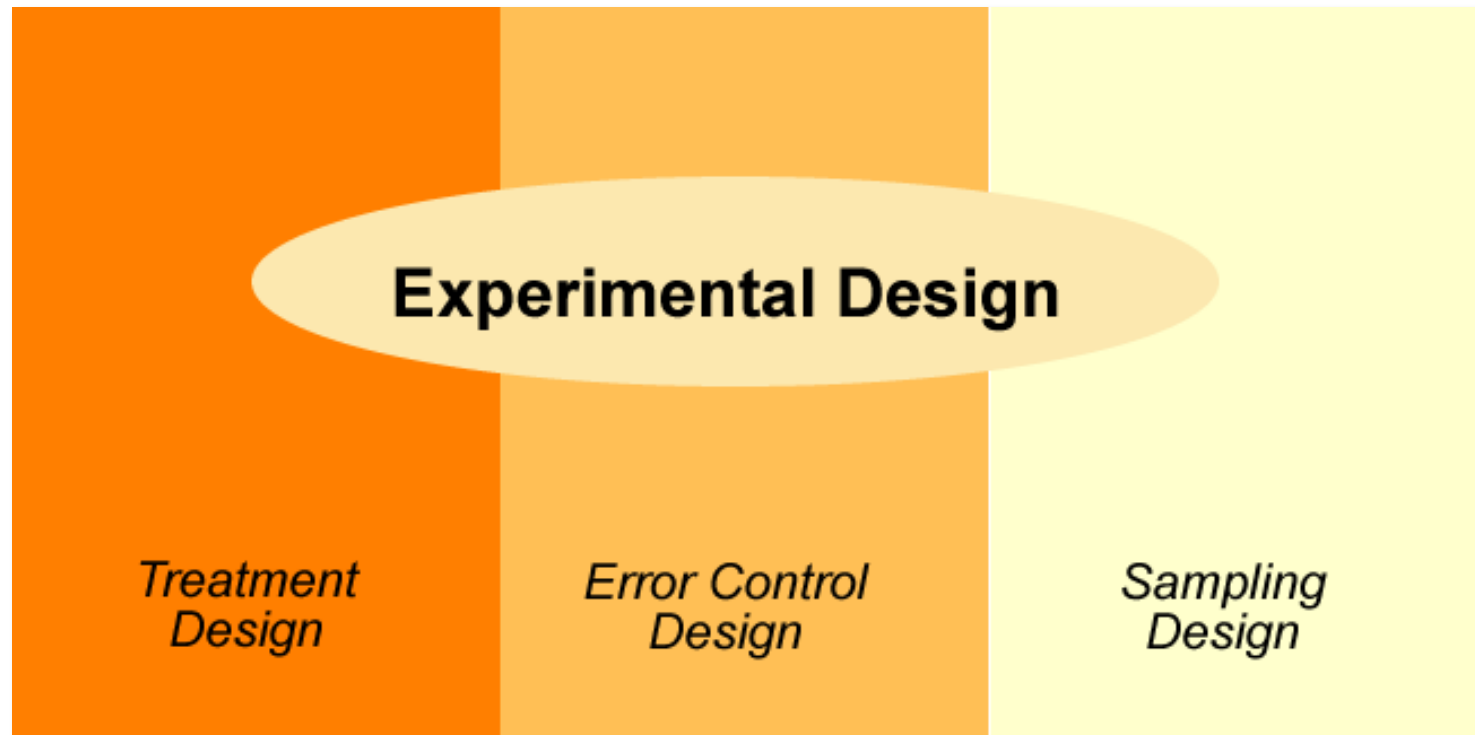 Experimental Design
Treatment
Design
Error Control
Design
Sampling
Design